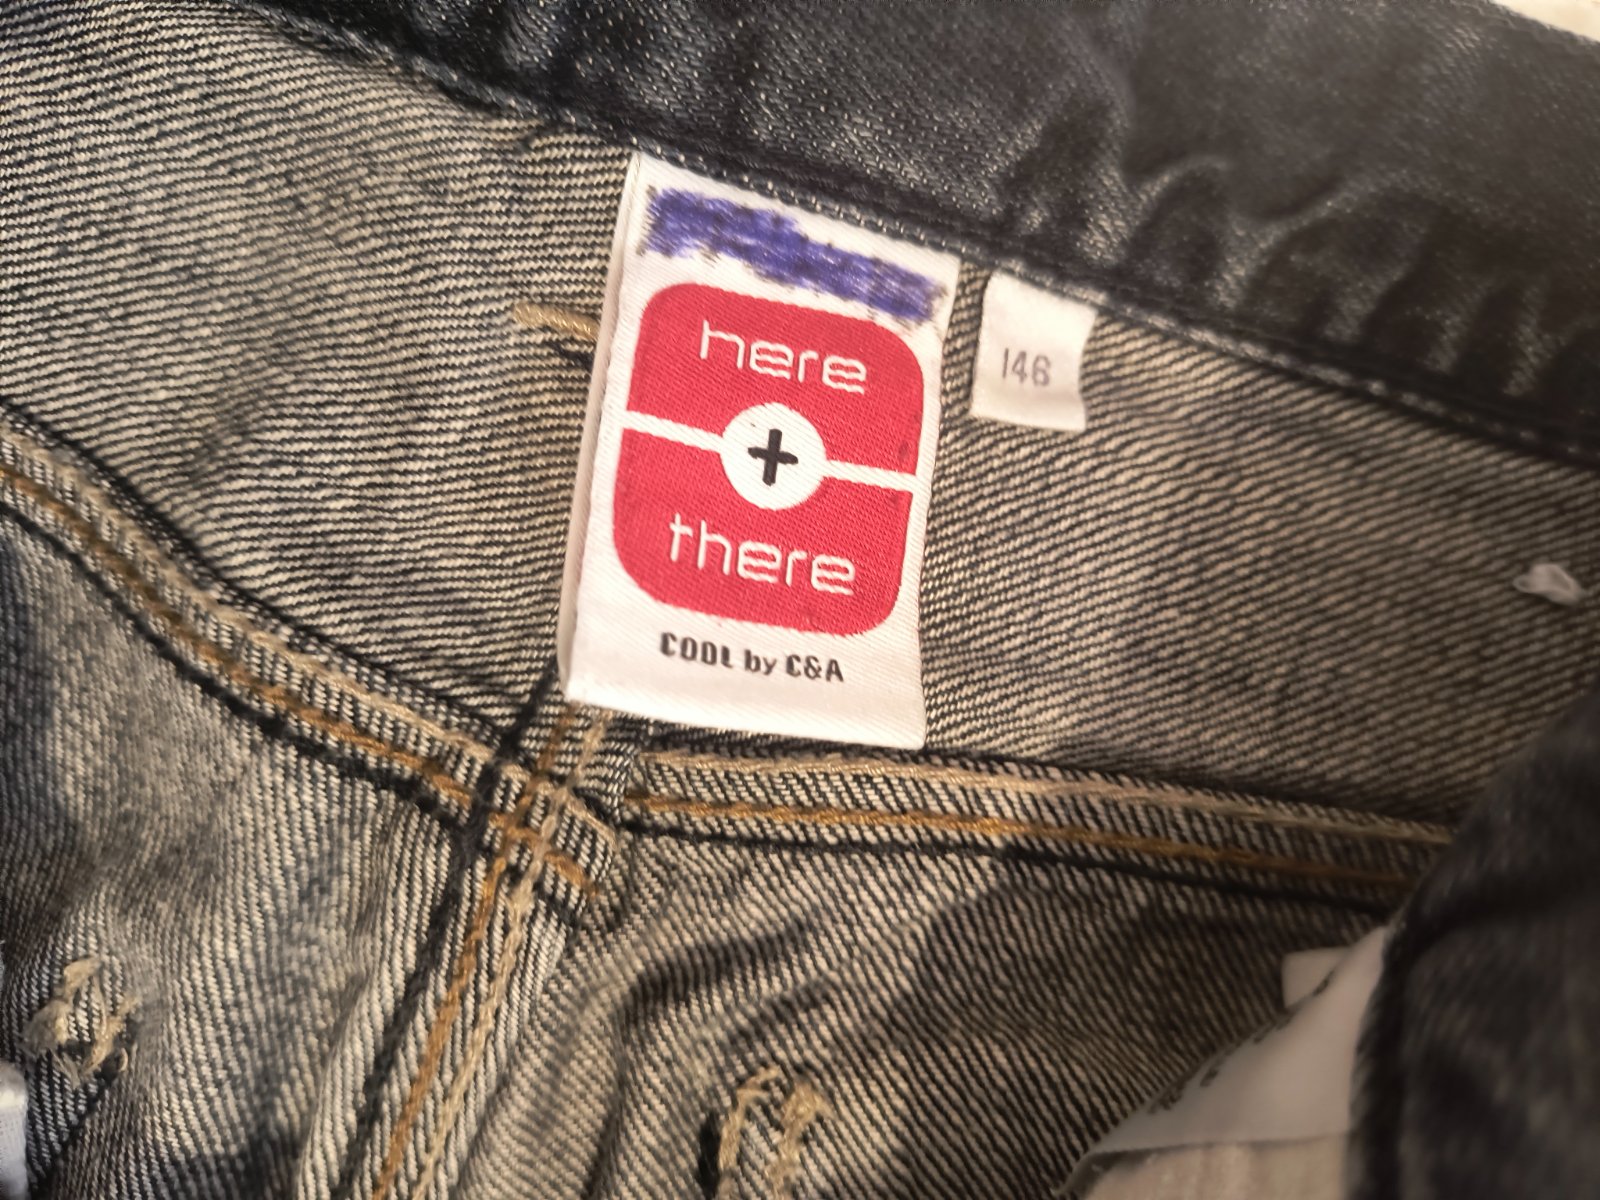 here
+
there
COOL by C&A
146